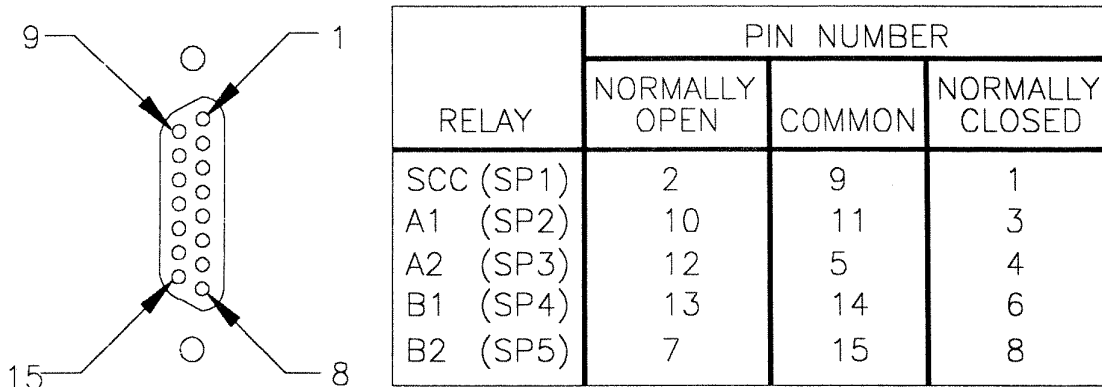 9
1
15
8
PIN NUMBER
RELAY NORMALLY OPEN COMMON NORMALLY CLOSED
SCC (SP1) 2 9 1
A1 (SP2) 10 11 3
A2 (SP3) 12 5 4
B1 (SP4) 13 14 6
B2 (SP5) 7 15 8